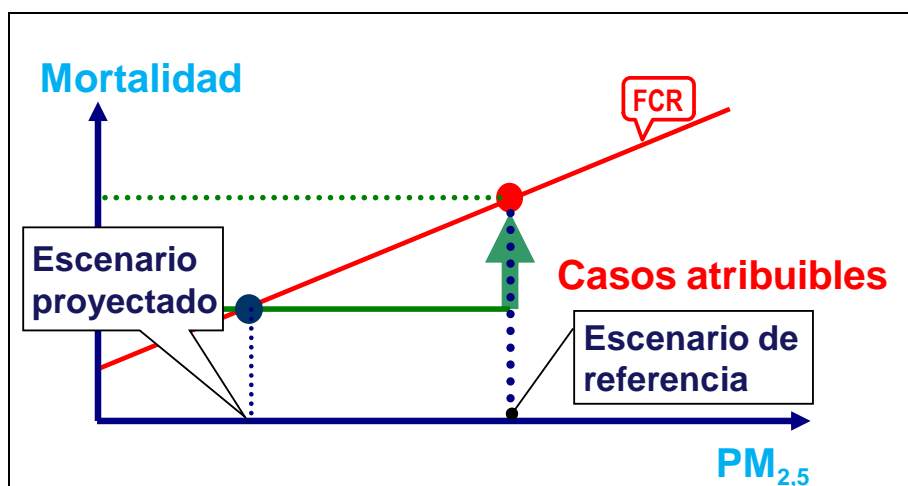 Mortalidad
FCR
Escenario
proyectado
Casos atribuibles
Escenario de
referencia
PM2,5